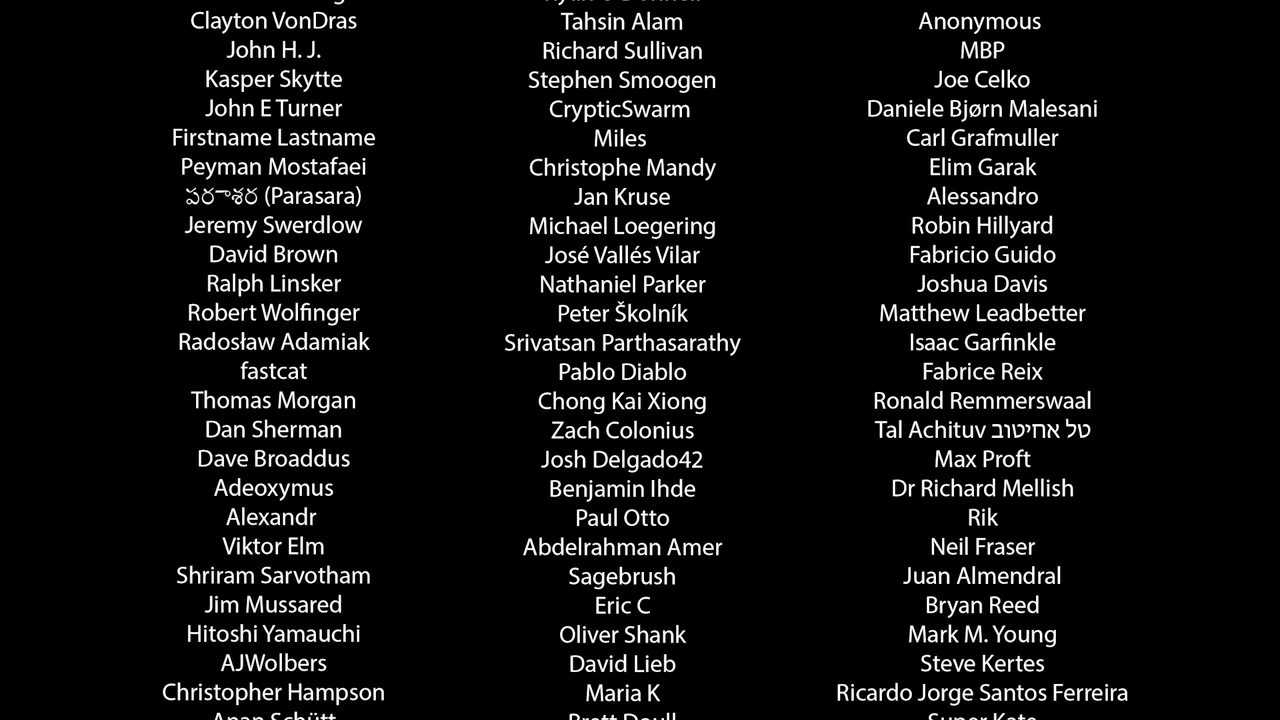 Clayton VonDras
John H. J.
Kasper Skytte
John E Turner
Firstname Lastname
Peyman Mostafaei
పరాశర (Parasara)
Jeremy Swerdlow
David Brown
Ralph Linsker
Robert Wolfinger
Radosław Adamiak
fastcat
Thomas Morgan
Dan Sherman
Dave Broaddus
Adeoxymus
Alexandr
Viktor Elm
Shriram Sarvotham
Jim Mussared
Hitoshi Yamauchi
AJWolbers
Christopher Hampson
Anan Schütt
Tahsin Alam
Richard Sullivan
Stephen Smoogen
CrypticSwarm
Miles
Christophe Mandy
Jan Kruse
Michael Loegering
José Vallés Vilar
Nathaniel Parker
Peter Školník
Srivatsan Parthasarathy
Pablo Diablo
Chong Kai Xiong
Zach Colonius
Josh Delgado42
Benjamin Ihde
Paul Otto
Abdelrahman Amer
Sagebrush
Eric C
Oliver Shank
David Lieb
Maria K
Brett Doull
Anonymous
MBP
Joe Celko
Daniele Bjørn Malesani
Carl Grafmuller
Elim Garak
Alessandro
Robin Hillyard
Fabricio Guido
Joshua Davis
Matthew Leadbetter
Isaac Garfinkle
Fabrice Reix
Ronald Remmerswaal
Tal Achituv טל אחיטוב
Max Proft
Dr Richard Mellish
Rik
Neil Fraser
Juan Almendral
Bryan Reed
Mark M. Young
Steve Kertes
Ricardo Jorge Santos Ferreira
Super Kate